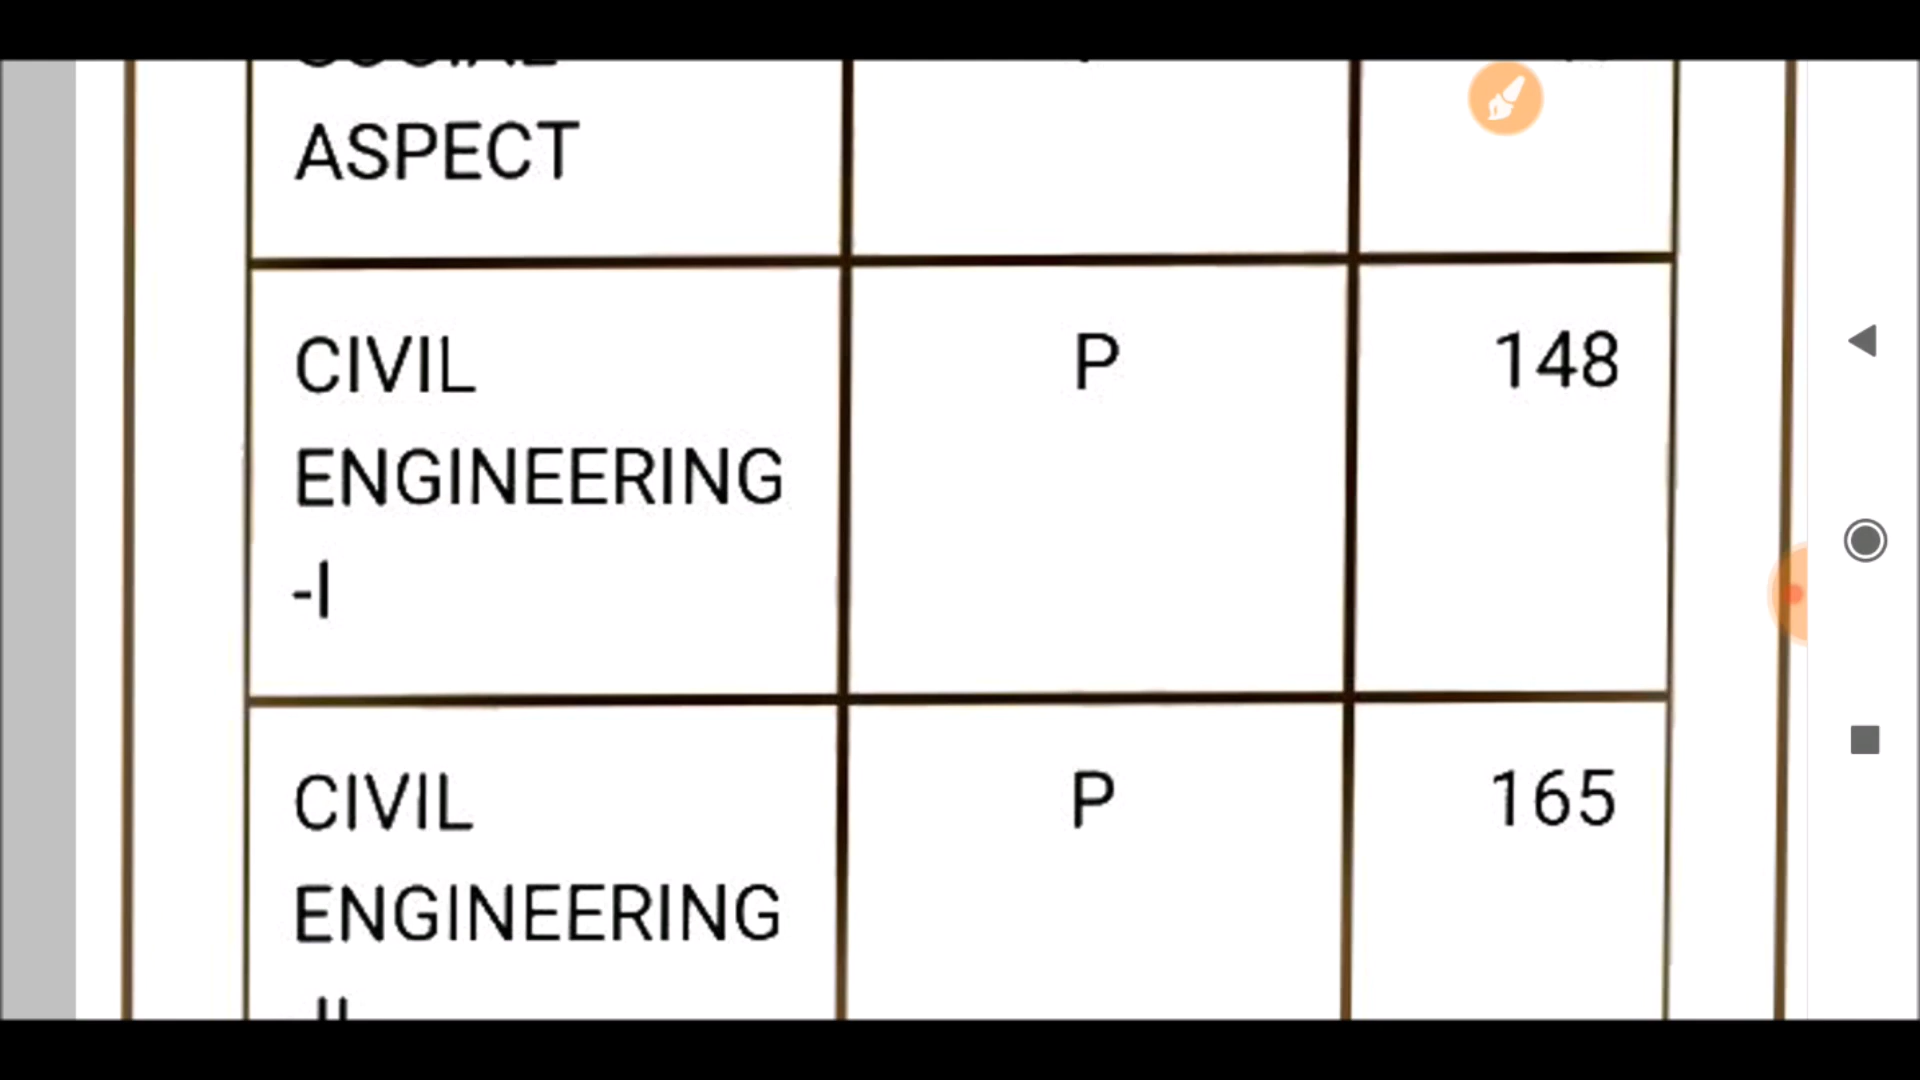 ASPECT
CIVIL P 148
ENGINEERING
-I
CIVIL P 165
ENGINEERING